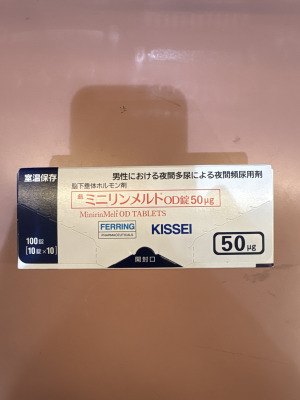 室温保存
男性における夜間多尿による夜間頻尿用剤
脳下垂体ホルモン剤
ミニリンメルドOD錠50μg
MinirinMelt OD TABLETS
FERRING
PHARMACEUTICALS
KISSEI
100錠
[10錠×10]
50μg
開封口